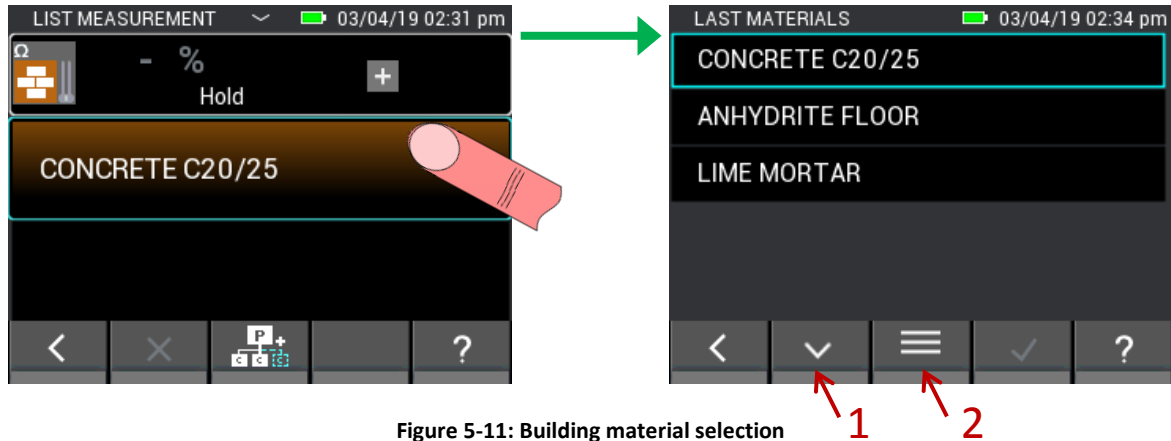 LIST MEASUREMENT 03/04/19 02:31 pm
Ω
- %
Hold
+
CONCRETE C20/25
P +
C C C
?
LAST MATERIALS 03/04/19 02:34 pm
CONCRETE C20/25
ANHYDRITE FLOOR
LIME MORTAR
?
1 2
Figure 5-11: Building material selection